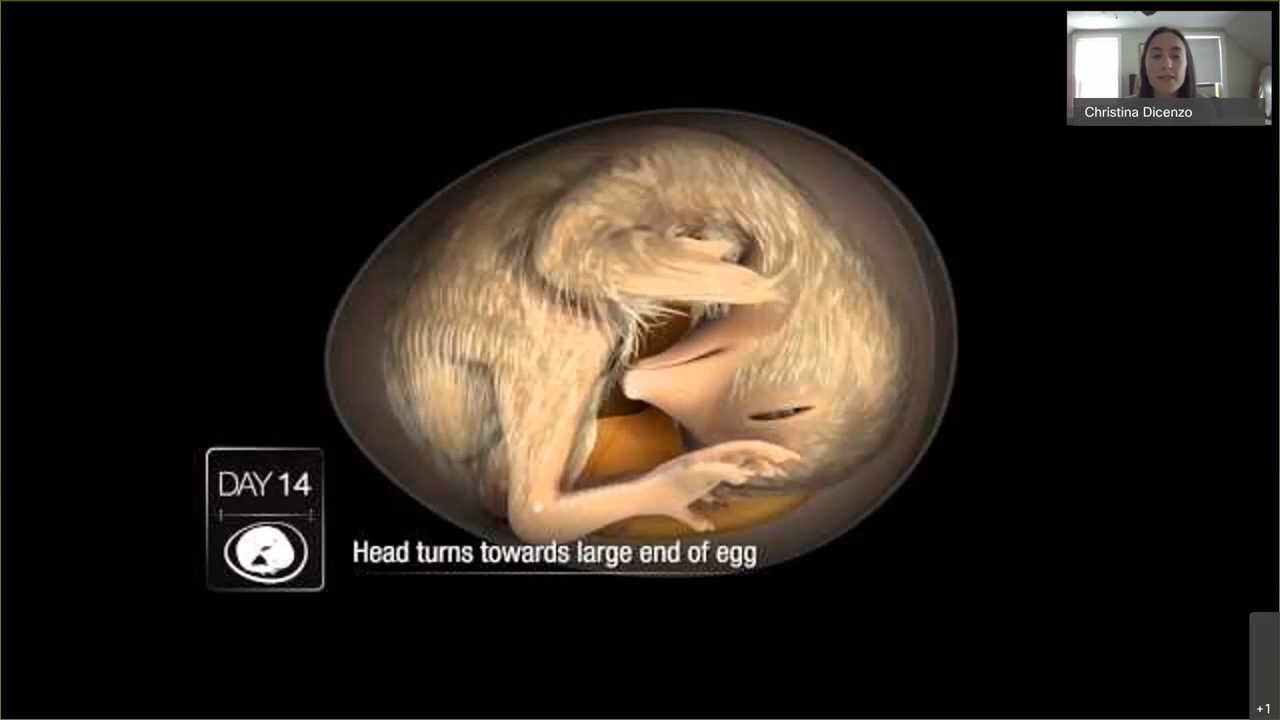 Christina Dicenzo
DAY 14
Head turns towards large end of egg
+1